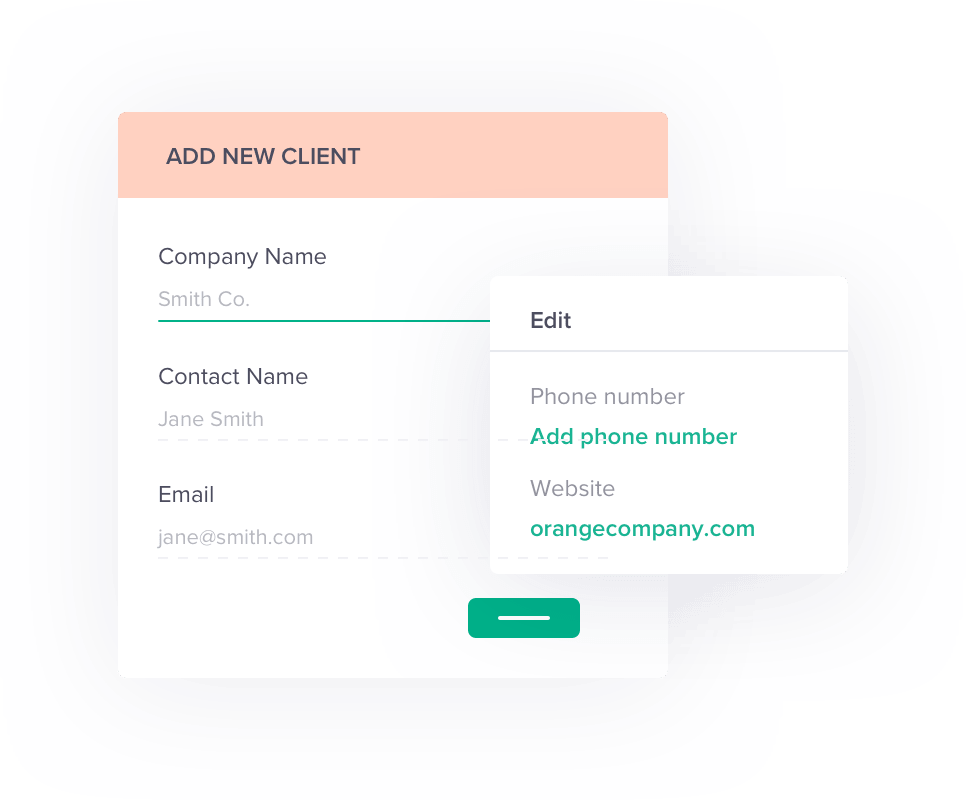 ADD NEW CLIENT
Company Name
Smith Co.
Contact Name
Jane Smith
Email
jane@smith.com
Edit
Phone number
Add phone number
Website
orangecompany.com